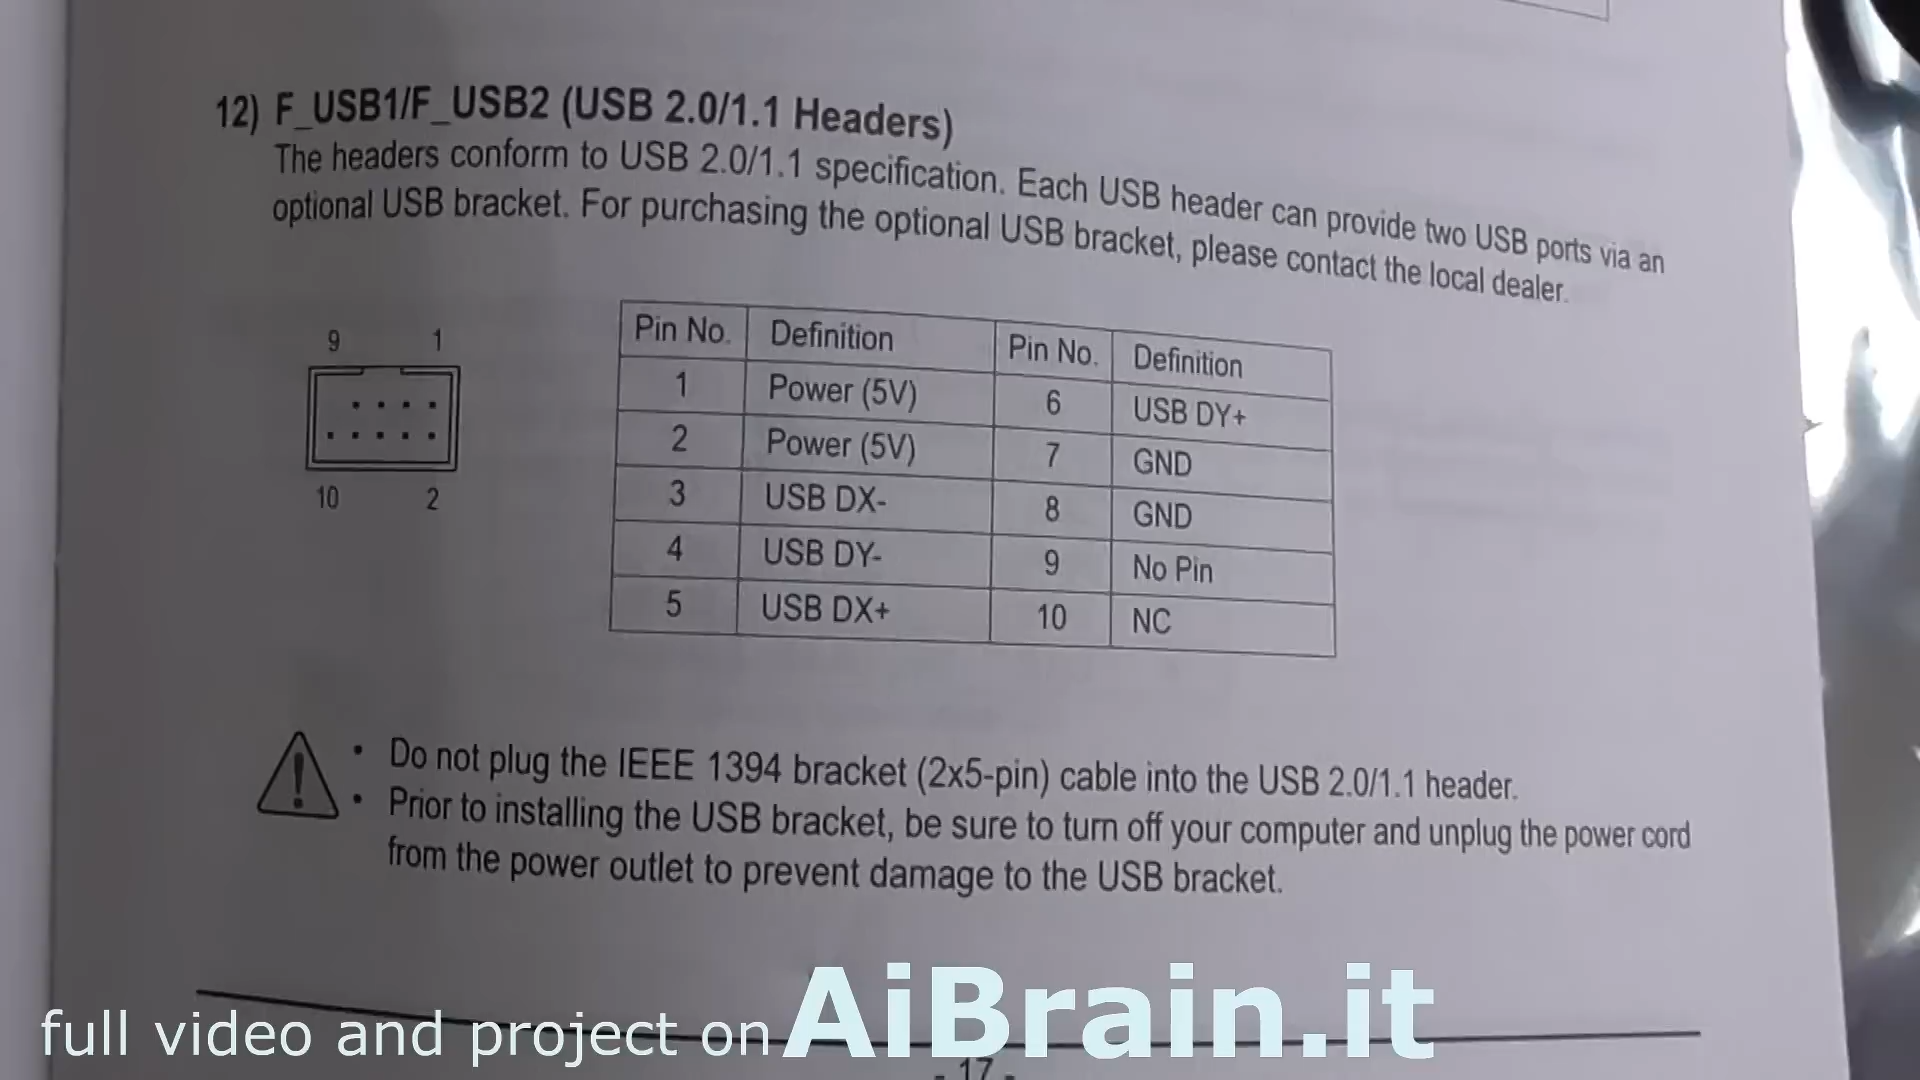 12) F_USB1/F_USB2 (USB 2.0/1.1 Headers)
The headers conform to USB 2.0/1.1 specification. Each USB header can provide two USB ports via an
optional USB bracket. For purchasing the optional USB bracket, please contact the local dealer.
9 1
10 2
Pin No. Definition Pin No. Definition
1 Power (5V) 6 USB DY+
2 Power (5V) 7 GND
3 USB DX- 8 GND
4 USB DY- 9 No Pin
5 USB DX+ 10 NC
• Do not plug the IEEE 1394 bracket (2x5-pin) cable into the USB 2.0/1.1 header.
• Prior to installing the USB bracket, be sure to turn off your computer and unplug the power cord
from the power outlet to prevent damage to the USB bracket.
full video and project on AiBrain.it
- 17 -